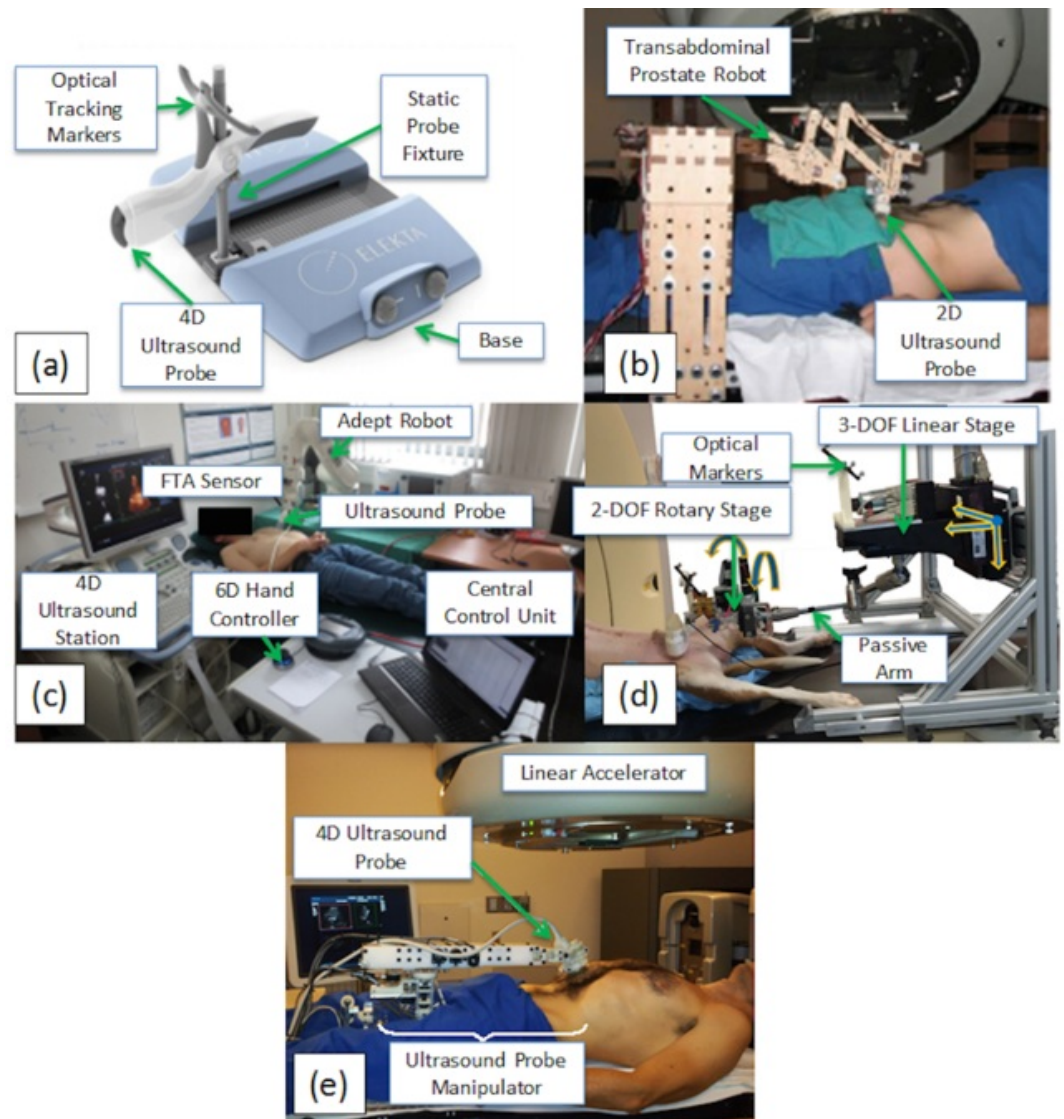 Optical
Tracking
Markers
Static
Probe
Fixture
ELEKTA
4D
Ultrasound
Probe
Base
(a)
Transabdominal
Prostate Robot
2D
Ultrasound
Probe
(b)
Adept Robot
FTA Sensor
Ultrasound Probe
4D
Ultrasound
Station
6D Hand
Controller
Central
Control Unit
(c)
3-DOF Linear Stage
Optical
Markers
2-DOF Rotary Stage
Passive
Arm
(d)
Linear Accelerator
4D Ultrasound
Probe
Ultrasound Probe
Manipulator
(e)